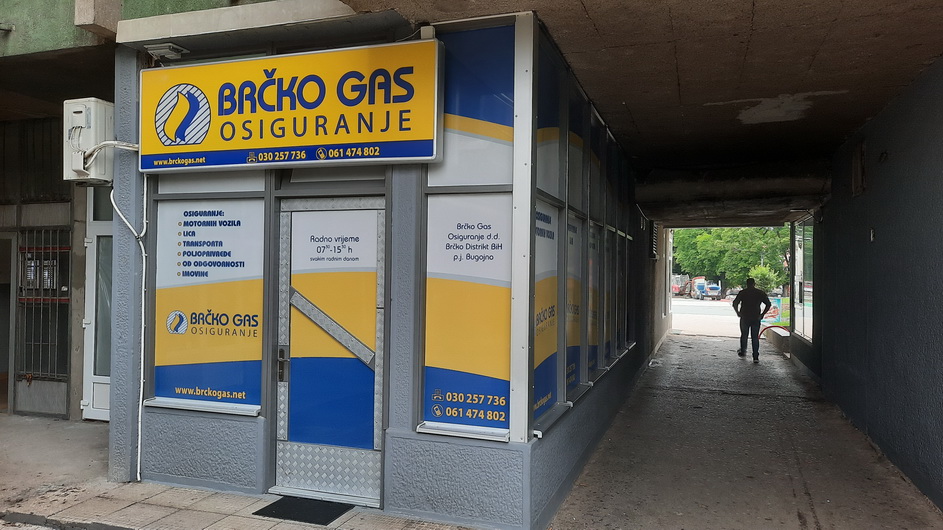 BRČKO GAS
OSIGURANJE
www.brckogas.net 030 257 736 061 474 802
OSIGURANJE:
MOTORNIH VOZILA
LICA
TRANSPORTA
POLJOPRIVREDE
OD ODGOVORNOSTI
IMOVINE
BRČKO GAS
OSIGURANJE
www.brckogas.net
Radno vrijeme
07³⁰-15³⁰ h
svakim radnim danom
Brčko Gas
Osiguranje d.d.
Brčko Distrikt BiH
p.j. Bugojno
030 257 736
061 474 802